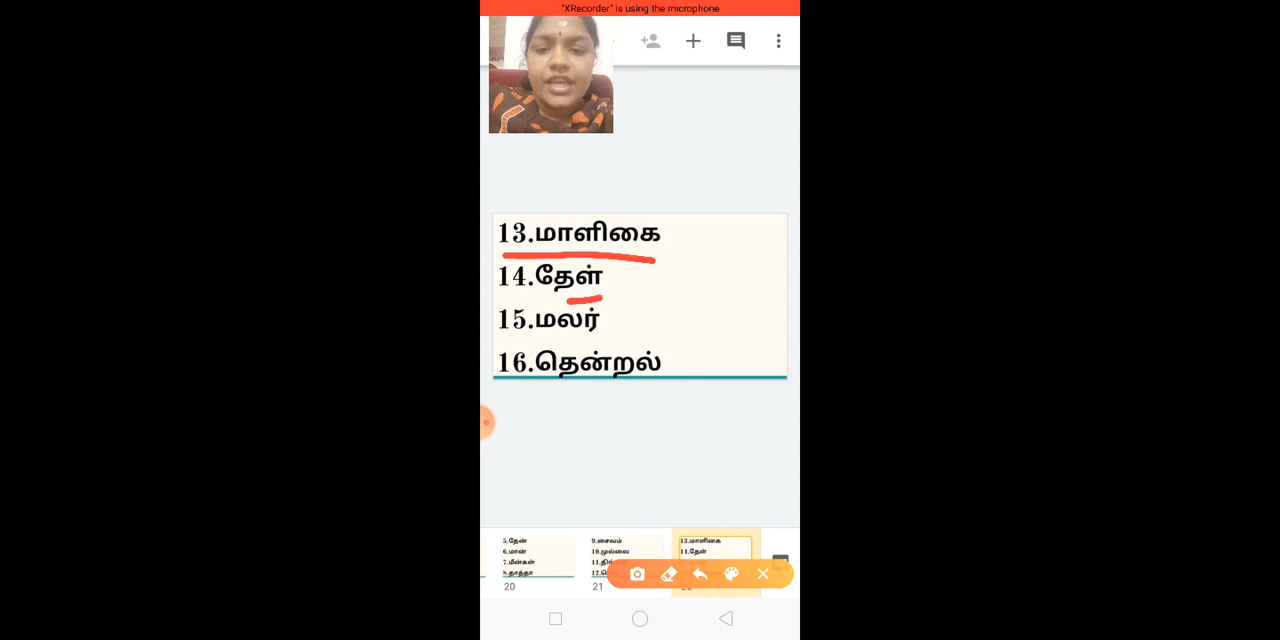 "XRecorder" is using the microphone
13.மாளிகை
14.தேள்
15.மலர்
16.தென்றல்
5.தேன்
6.மான்
7.மீன்கள்
8.தாத்தா
20
9.சைவம்
10.முல்லை
21
13.மாளிகை
14.தேள்